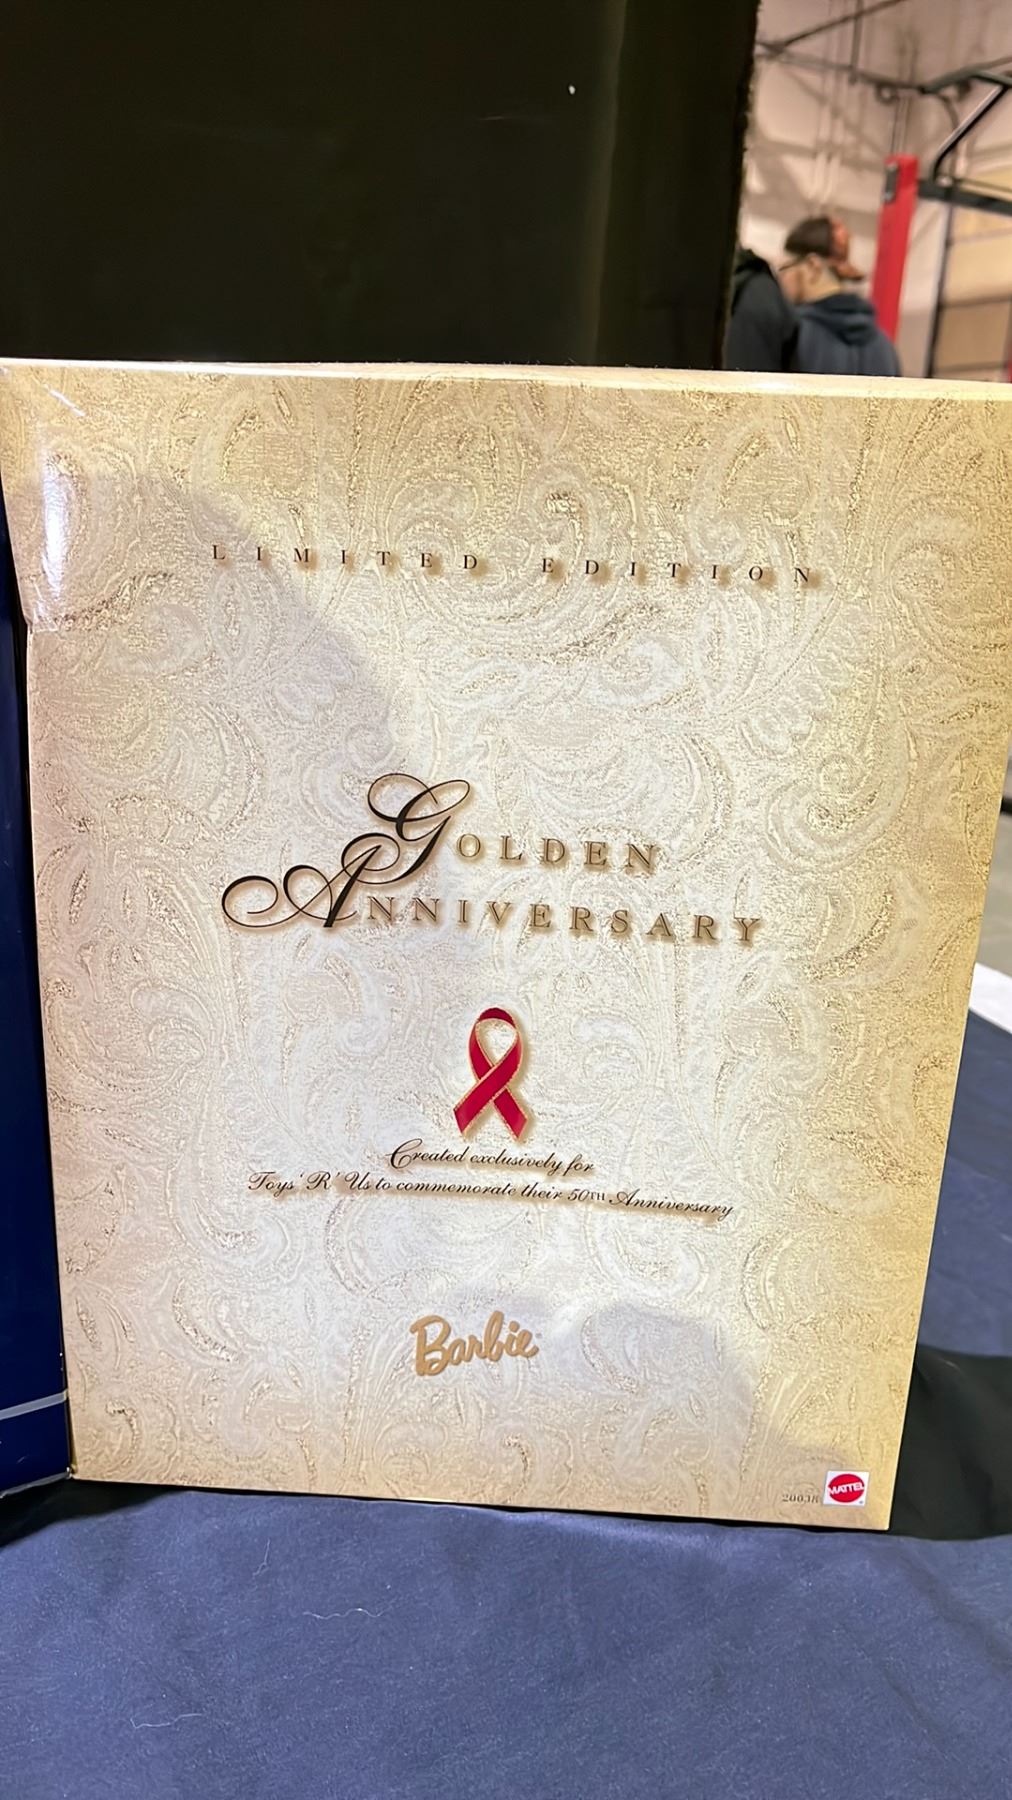 LIMITED EDITION
GOLDEN
ANNIVERSARY
Created exclusively for
Toys 'R' Us to commemorate their 50TH Anniversary
Barbie
MATTEL